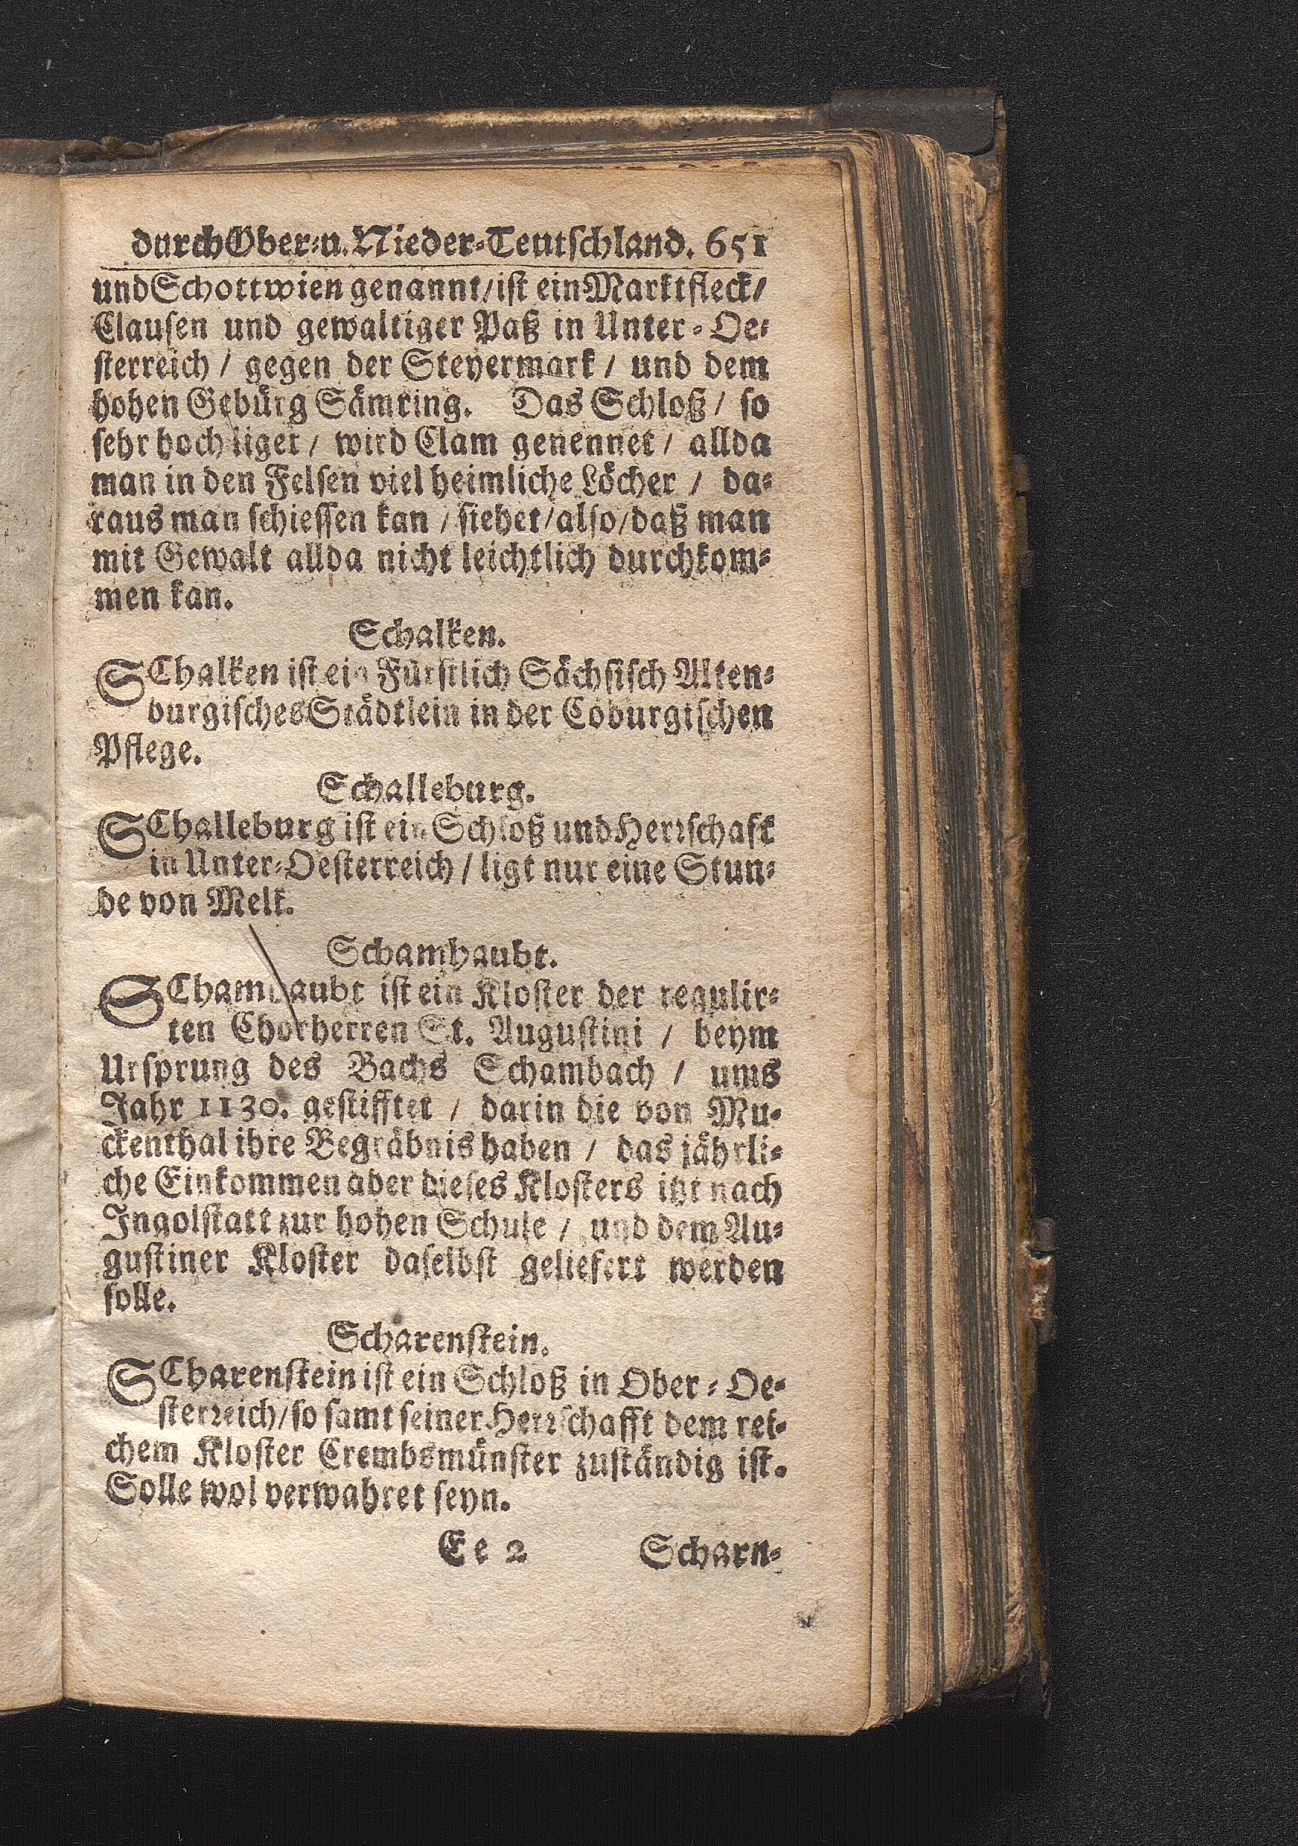 durch Ober-u. Nieder-Teutschland. 651
und Schottwien genannt/ist ein Marktfleck/
Clausen und gewaltiger Paß in Unter-Oe-
sterreich / gegen der Steyermark / und dem
hohen Gebürg Sämring. Das Schloß / so
sehr hoch liget / wird Clam genennet / allda
man in den Felsen viel heimliche Löcher / da-
raus man schiessen kan / siehet/also/daß man
mit Gewalt allda nicht leichtlich durchkom-
men kan.
Schalken.
SChalken ist ein Fürstlich Sächsisch Alten-
burgisches Städtlein in der Coburgischen
Pflege.
Schalleburg.
SChalleburg ist ein Schloß und Herrschaft
in Unter-Oesterreich / ligt nur eine Stun-
de von Melk.
Schamhaubt.
SChamhaubt ist ein Kloster der regulir-
ten Chorherren St. Augustini / beym
Ursprung des Bachs Schambach / ums
Jahr 1130. gestifftet / darin die von Mu-
ckenthal ihre Begräbnis haben / das jährli-
che Einkommen aber dieses Klosters itzt nach
Ingolstatt zur hohen Schule / und dem Au-
gustiner Kloster daselbst geliefert werden
solle.
Scharenstein.
SCharenstein ist ein Schloß in Ober-Oe-
sterreich/so samt seiner Herrschafft dem rei-
chem Kloster Crembsmünster zuständig ist.
Solle wol verwahret seyn.
Ee 2 Scharn-